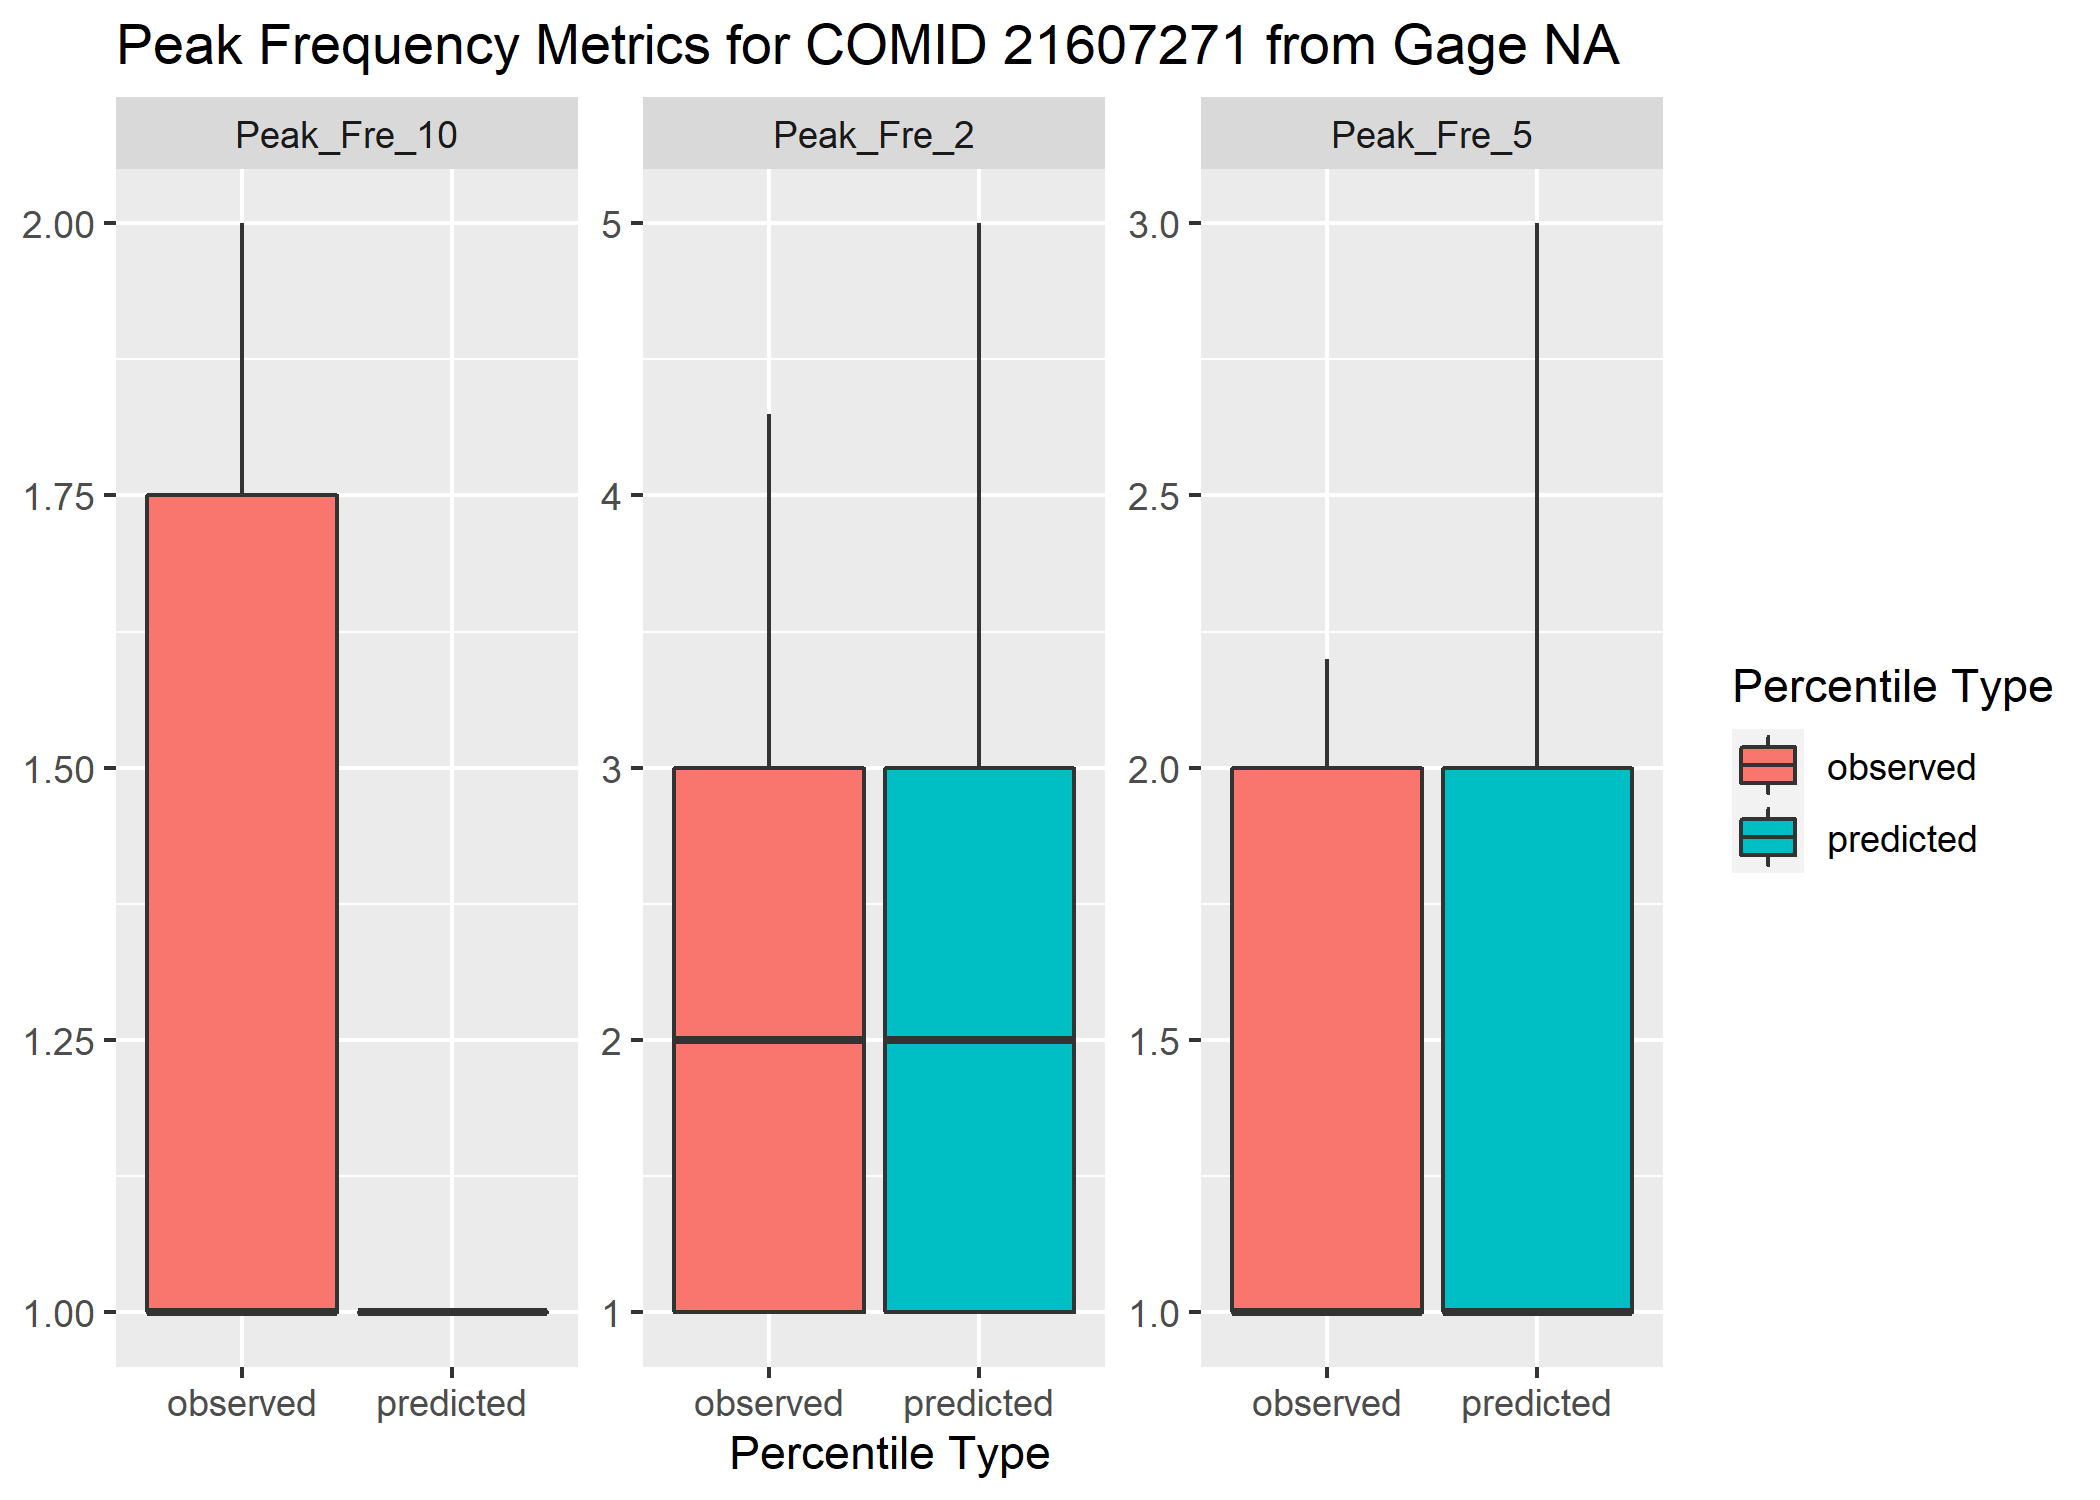 Peak Frequency Metrics for COMID 21607271 from Gage NA
Peak_Fre_10
2.00
1.75
1.50
1.25
1.00
observed predicted
Peak_Fre_2
5
4
3
2
1
observed predicted
Peak_Fre_5
3.0
2.5
2.0
1.5
1.0
observed predicted
Percentile Type
Percentile Type
observed
predicted